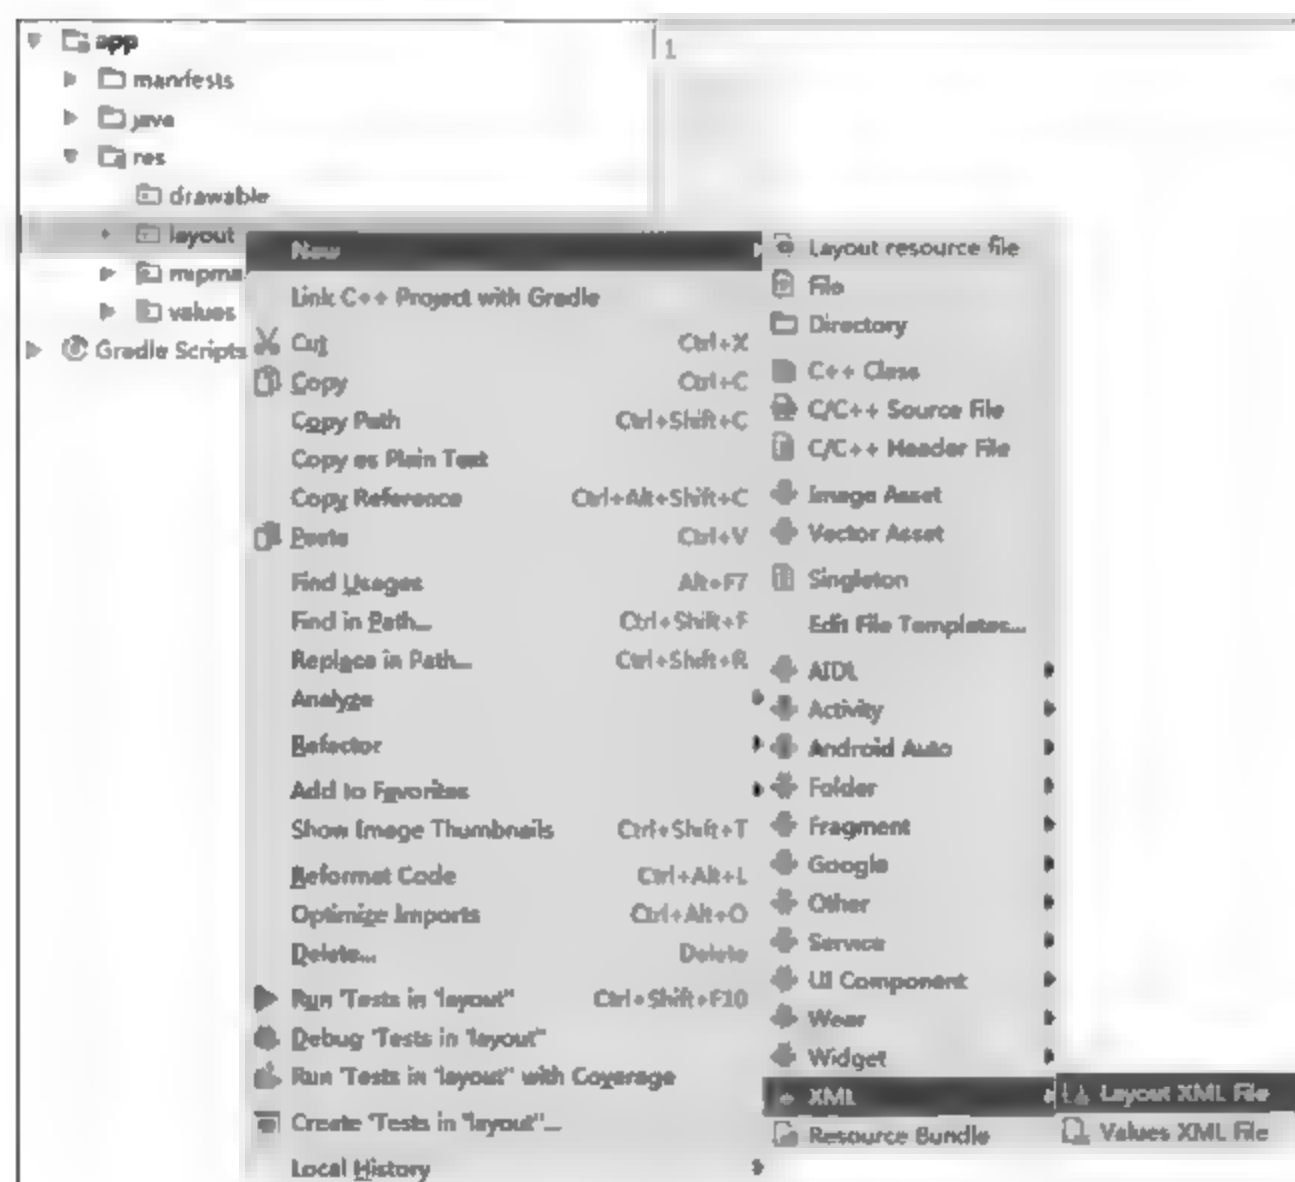 app
1
manifests
java
res
drawable
layout
mipma
values
Gradle Scripts
New
Link C++ Project with Gradle
Cut Ctrl+X
Copy Ctrl+C
Copy Path Ctrl+Shift+C
Copy as Plain Text
Copy Reference Ctrl+Alt+Shift+C
Paste Ctrl+V
Find Usages Alt+F7
Find in Path... Ctrl+Shift+F
Replace in Path... Ctrl+Shift+R
Analyze
Refactor
Add to Favorites
Show Image Thumbnails Ctrl+Shift+T
Reformat Code Ctrl+Alt+L
Optimize Imports Ctrl+Alt+O
Delete... Delete
Run 'Tests in 'layout'' Ctrl+Shift+F10
Debug 'Tests in 'layout''
Run 'Tests in 'layout'' with Coverage
Create 'Tests in 'layout''...
Local History
Layout resource file
File
Directory
C++ Class
C/C++ Source File
C/C++ Header File
Image Asset
Vector Asset
Singleton
Edit File Templates...
AIDL
Activity
Android Auto
Folder
Fragment
Google
Other
Service
UI Component
Wear
Widget
XML
Resource Bundle
Layout XML File
Values XML File